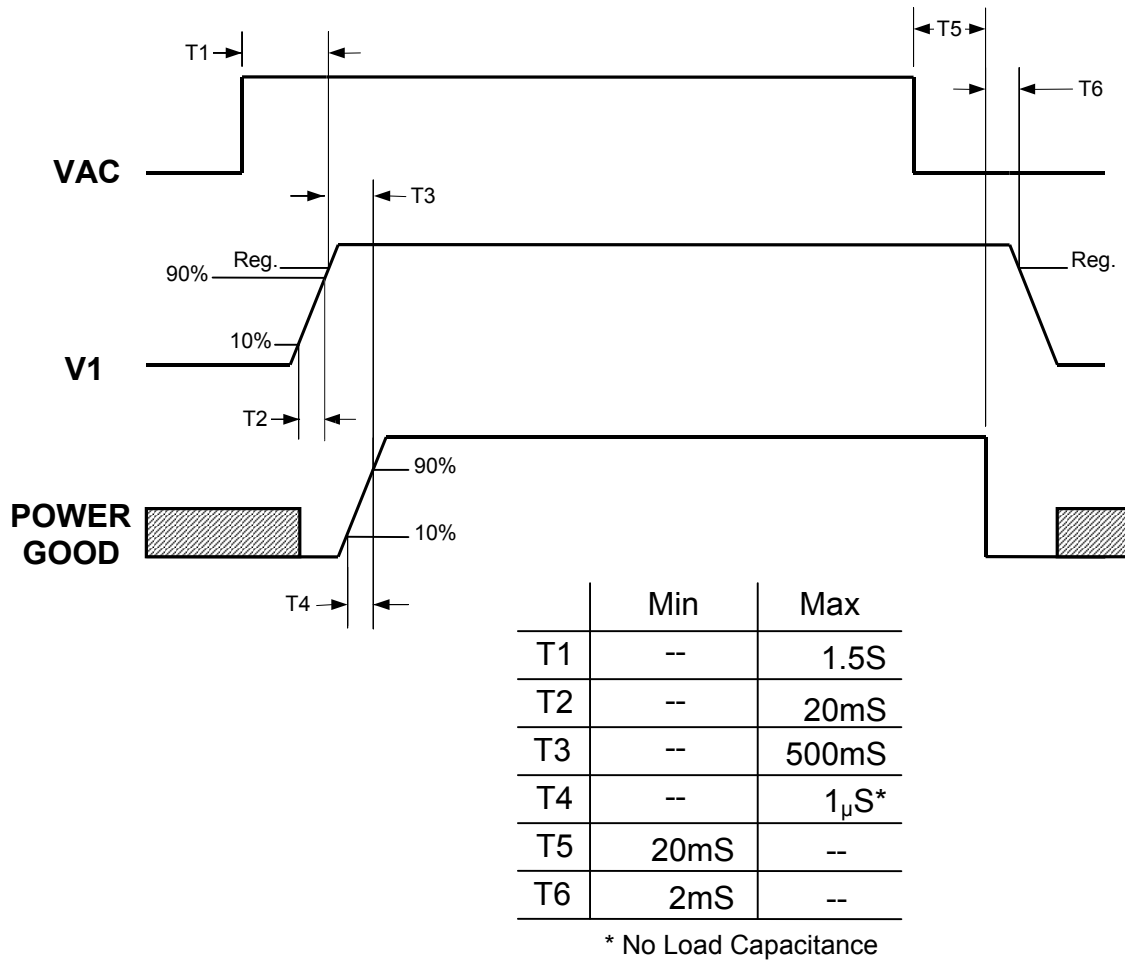 T5
T1
T6
VAC
T3
Reg.
90%
Reg.
10%
V1
T2
90%
POWER
GOOD
10%
T4
Min Max
T1 -- 1.5S
T2 -- 20mS
T3 -- 500mS
T4 -- 1μS*
T5 20mS --
T6 2mS --
* No Load Capacitance